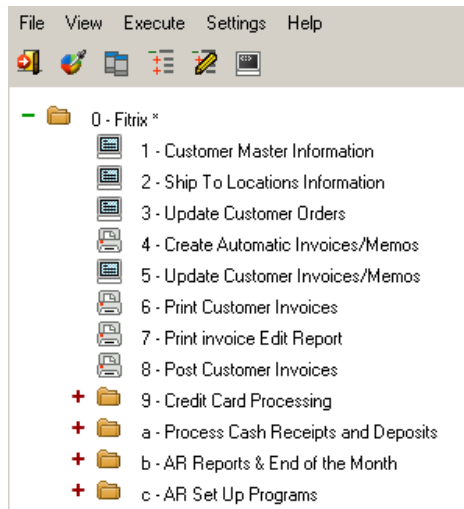 File View Execute Settings Help
0 - Fitrix *
1 - Customer Master Information
2 - Ship To Locations Information
3 - Update Customer Orders
4 - Create Automatic Invoices/Memos
5 - Update Customer Invoices/Memos
6 - Print Customer Invoices
7 - Print invoice Edit Report
8 - Post Customer Invoices
9 - Credit Card Processing
a - Process Cash Receipts and Deposits
b - AR Reports & End of the Month
c - AR Set Up Programs